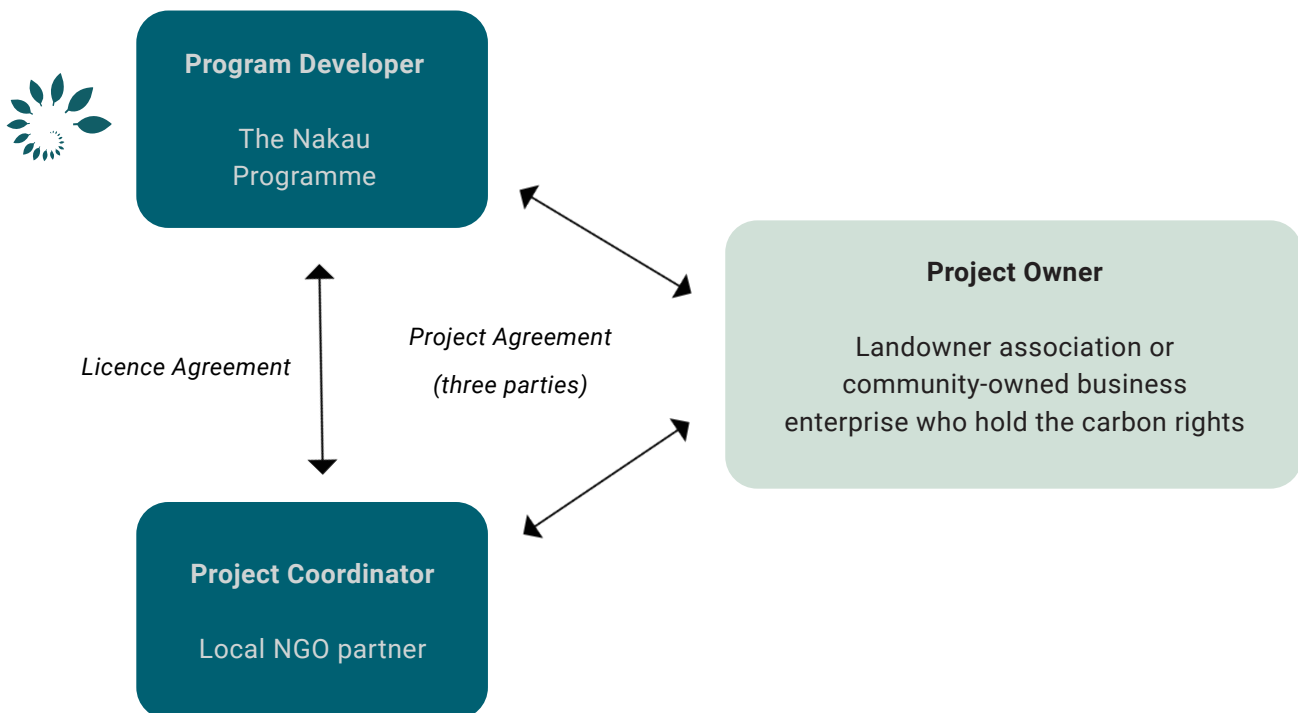 Program Developer
The Nakau
Programme
Licence Agreement
Project Agreement
(three parties)
Project Owner
Landowner association or
community-owned business
enterprise who hold the carbon rights
Project Coordinator
Local NGO partner